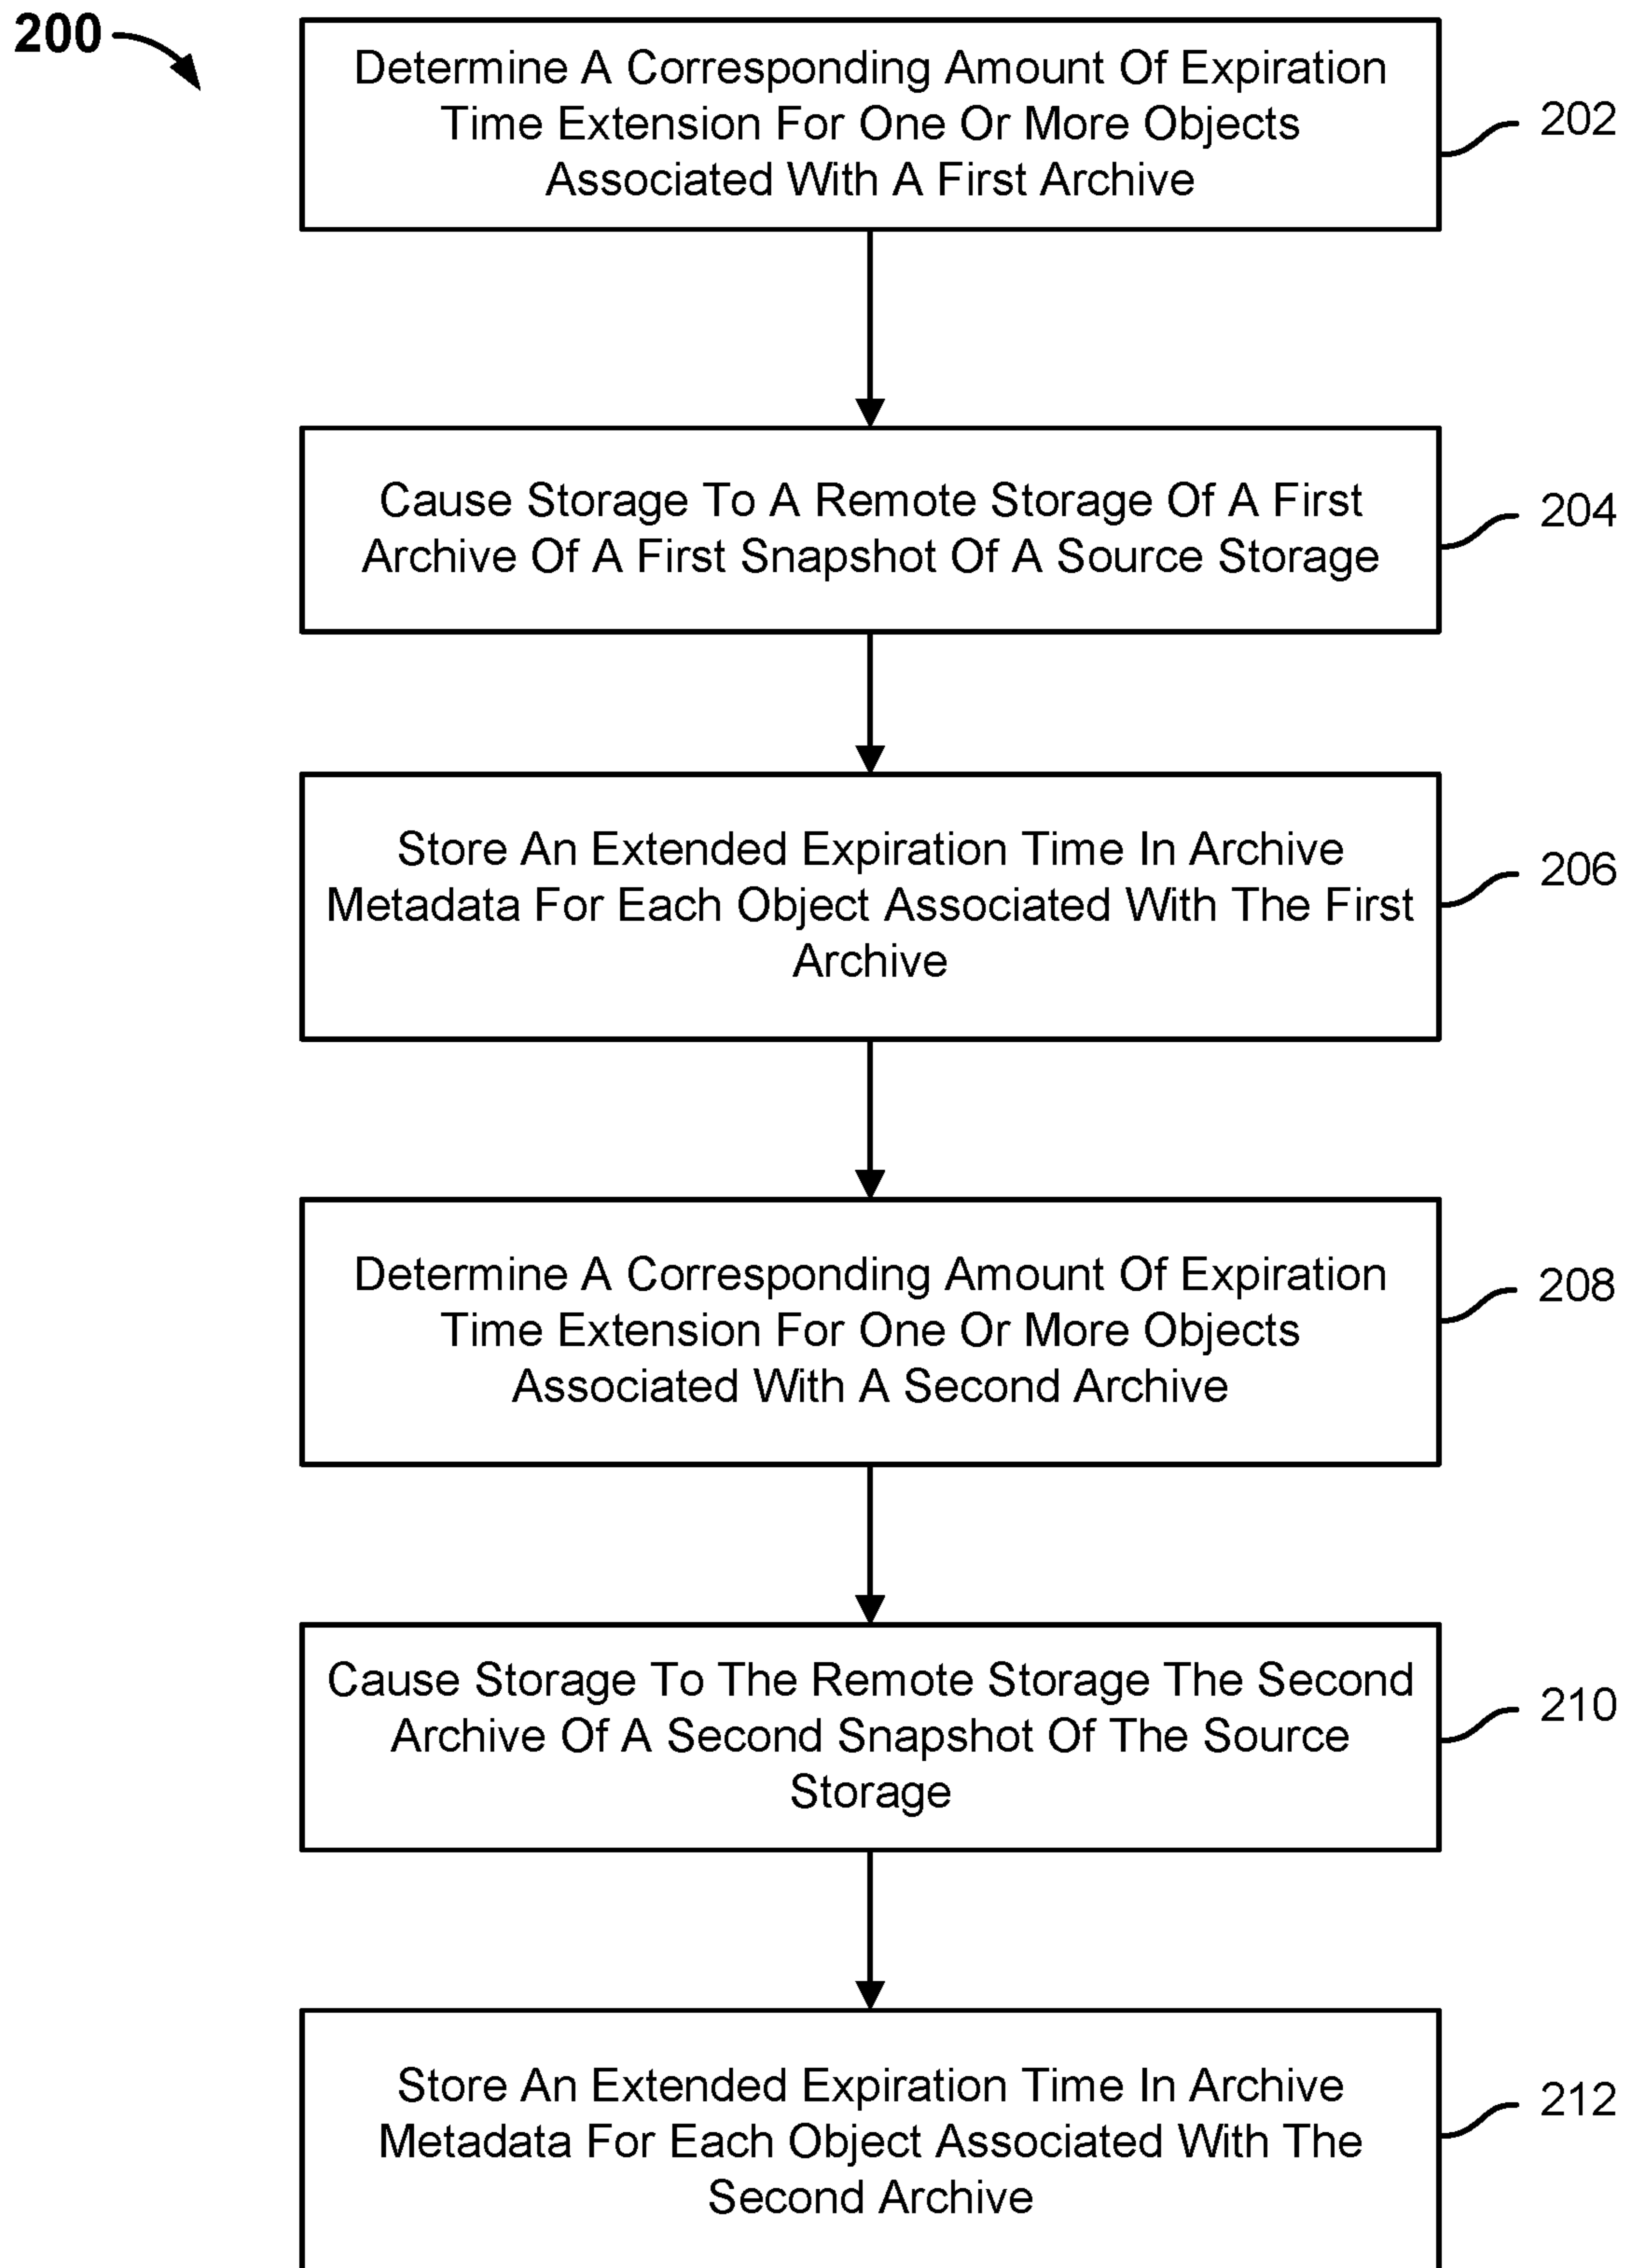 200
Determine A Corresponding Amount Of Expiration
Time Extension For One Or More Objects
Associated With A First Archive
202
Cause Storage To A Remote Storage Of A First
Archive Of A First Snapshot Of A Source Storage
204
Store An Extended Expiration Time In Archive
Metadata For Each Object Associated With The First
Archive
206
Determine A Corresponding Amount Of Expiration
Time Extension For One Or More Objects
Associated With A Second Archive
208
Cause Storage To The Remote Storage The Second
Archive Of A Second Snapshot Of The Source
Storage
210
Store An Extended Expiration Time In Archive
Metadata For Each Object Associated With The
Second Archive
212